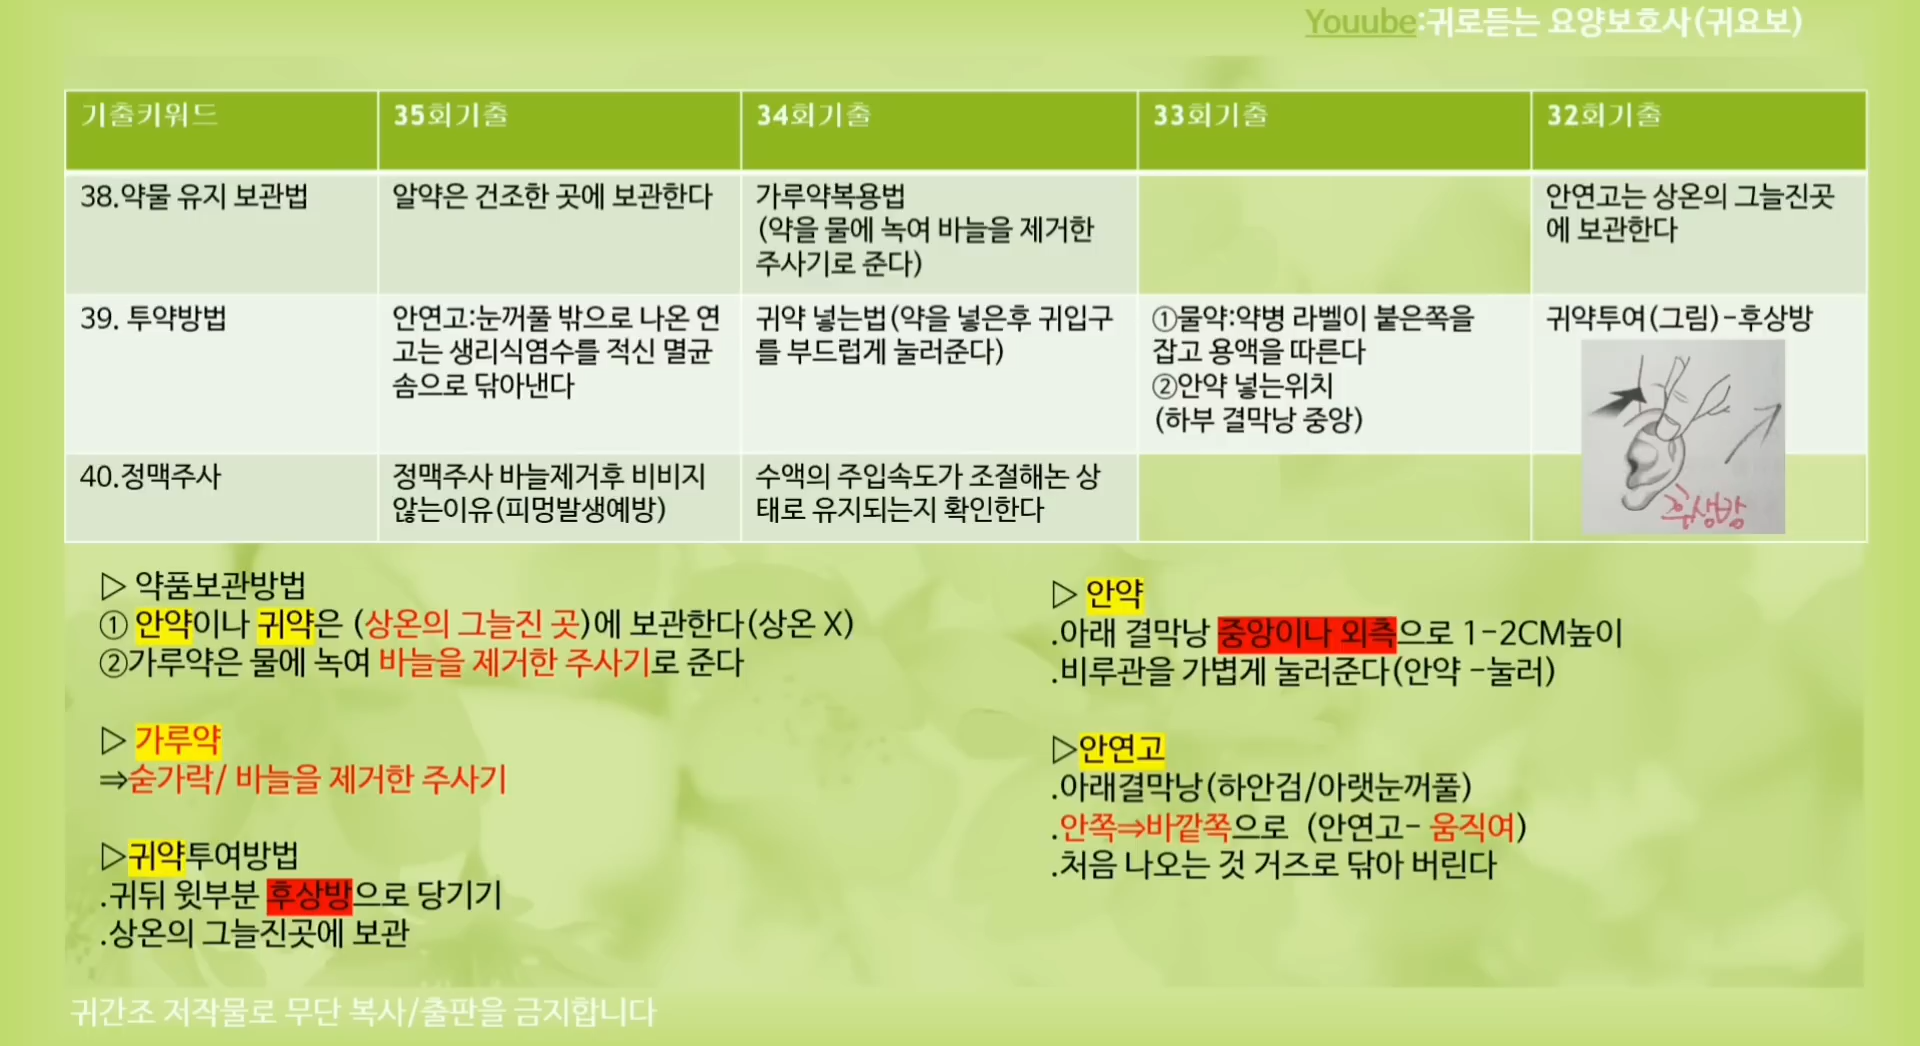 Youube:귀로듣는 요양보호사(귀요보)
기출키워드
35회기출
34회기출
33회기출
32회기출
38.약물 유지 보관법
알약은 건조한 곳에 보관한다
가루약복용법
(약을 물에 녹여 바늘을 제거한
주사기로 준다)
안연고는 상온의 그늘진곳
에 보관한다
39. 투약방법
안연고:눈꺼풀 밖으로 나온 연
고는 생리식염수를 적신 멸균
솜으로 닦아낸다
귀약 넣는법(약을 넣은후 귀입구
를 부드럽게 눌러준다)
①물약:약병 라벨이 붙은쪽을
잡고 용액을 따른다
②안약 넣는위치
(하부 결막낭 중앙)
귀약투여(그림)-후상방
후상방
40.정맥주사
정맥주사 바늘제거후 비비지
않는이유(피멍발생예방)
수액의 주입속도가 조절해논 상
태로 유지되는지 확인한다
▷ 약품보관방법
① 안약이나 귀약은 (상온의 그늘진 곳)에 보관한다(상온 X)
②가루약은 물에 녹여 바늘을 제거한 주사기로 준다
▷ 가루약
⇒숟가락/ 바늘을 제거한 주사기
▷귀약투여방법
.귀뒤 윗부분 후상방으로 당기기
.상온의 그늘진곳에 보관
▷ 안약
.아래 결막낭 중앙이나 외측으로 1-2CM높이
.비루관을 가볍게 눌러준다(안약 -눌러)
▷안연고
.아래결막낭(하안검/아랫눈꺼풀)
.안쪽⇒바깥쪽으로 (안연고- 움직여)
.처음 나오는 것 거즈로 닦아 버린다
귀간조 저작물로 무단 복사/출판을 금지합니다